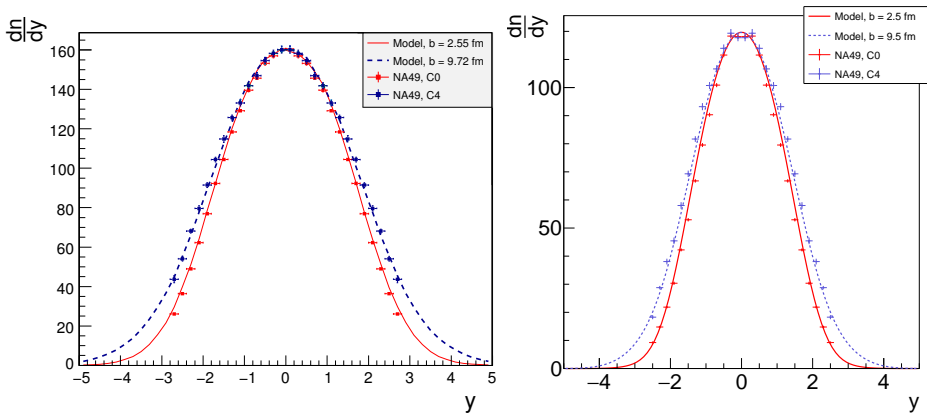 dn
dy
Model, b = 2.55 fm
Model, b = 9.72 fm
NA49, C0
NA49, C4
160
140
120
100
80
60
40
20
0
−5 −4 −3 −2 −1 0 1 2 3 4 5
y
dn
dy
Model, b = 2.5 fm
Model, b = 9.5 fm
NA49, C0
NA49, C4
100
50
0
−4 −2 0 2 4
y